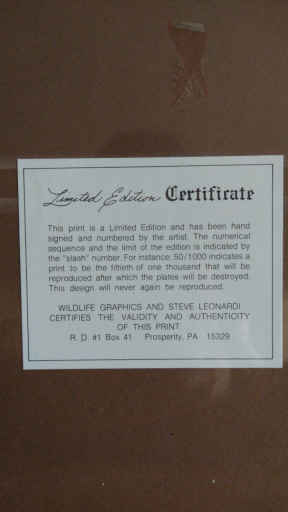 Limited Edition Certificate
This print is a Limited Edition and has been hand
signed and numbered by the artist. The numerical
sequence and the limit of the edition is indicated by
the "slash" number. For instance: 50/1000 indicates a
print to be the fiftieth of one thousand that will be
reproduced after which the plates will be destroyed.
This design will never again be reproduced.
WILDLIFE GRAPHICS AND STEVE LEONARDI
CERTIFIES THE VALIDITY AND AUTHENTICITY
OF THIS PRINT
R. D. #1 Box 41 Prosperity, PA 15329